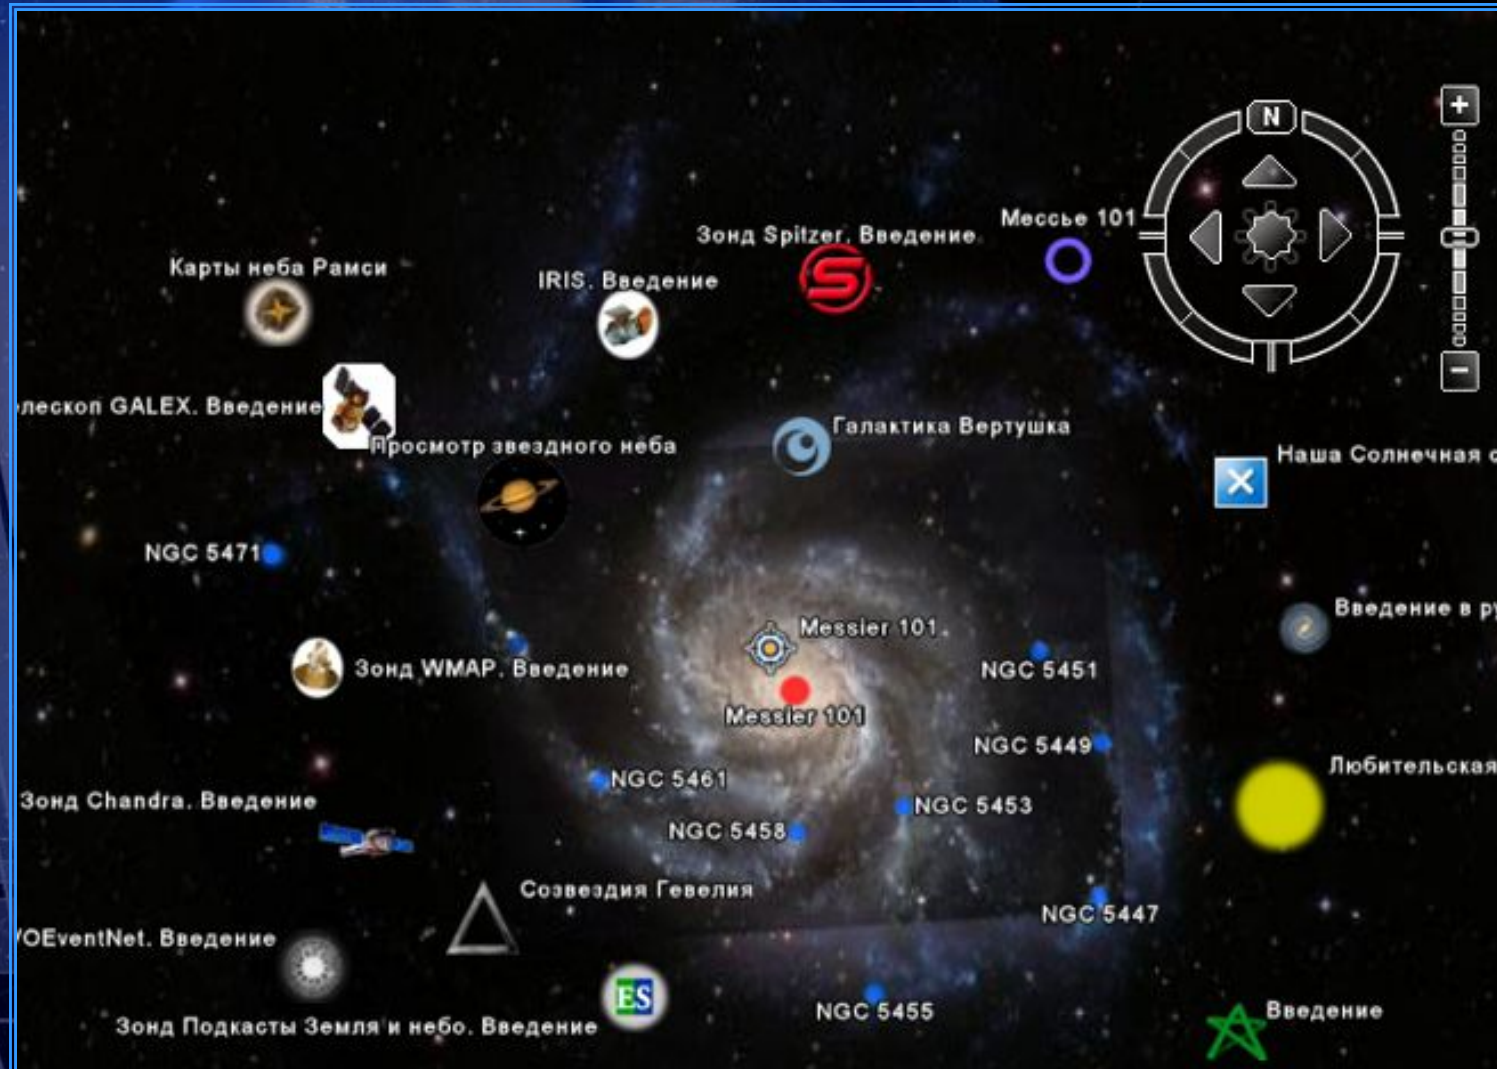 N
+
Мессье 101
Зонд Spitzer. Введение
Карты неба Рамси
IRIS. Введение
−
GALEX. Введение
Галактика Вертушка
Просмотр звездного неба
Наша Солнечная
NGC 5471
Введение в
Messier 101
Зонд WMAP. Введение
NGC 5451
Messier 101
NGC 5449
Любительская
NGC 5461
Зонд Chandra. Введение
NGC 5453
NGC 5458
Созвездия Гевелия
NGC 5447
VOEventNet. Введение
ES
NGC 5455
Введение
Зонд Подкасты Земля и небо. Введение